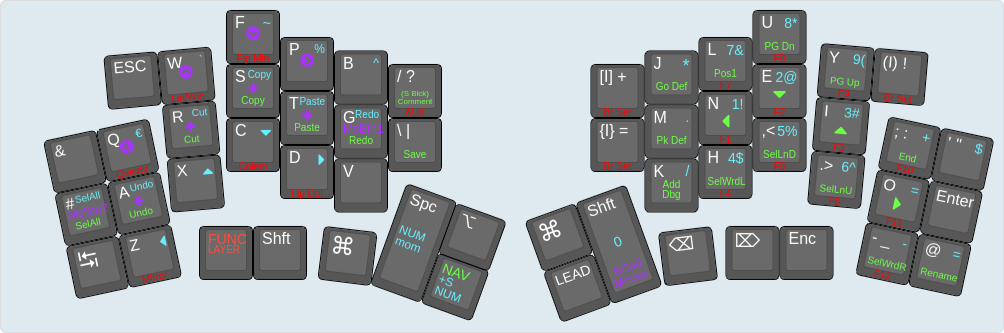 ESC
W
F ~
P %
B ^
/ ?
(S Blck)
Comment
S Copy
Copy
R Cut
Cut
T Paste
Paste
G Redo
Redo
\ |
Save
C
D
V
X
&
Q €
# SelAll
SelAll
A Undo
Undo
Z
FUNC
LAYER
Shft
⌘
Spc
NUM
mom
⌥
NAV
+S
NUM
[I] +
J *
Go Def
L 7&
Pos1
U 8*
PG Dn
Y 9(
PG Up
(I) !
{I} =
M .
Pk Def
N 1!
E 2@
I 3#
; : +
End
' " $
K /
Add
Dbg
H 4$
SelWrdL
, < 5%
SelLnD
. > 6^
SelLnU
O =
Enter
- _ -
SelWrdR
@ =
Rename
⌘
Shft
0
LEAD
⌫
⌦
Enc